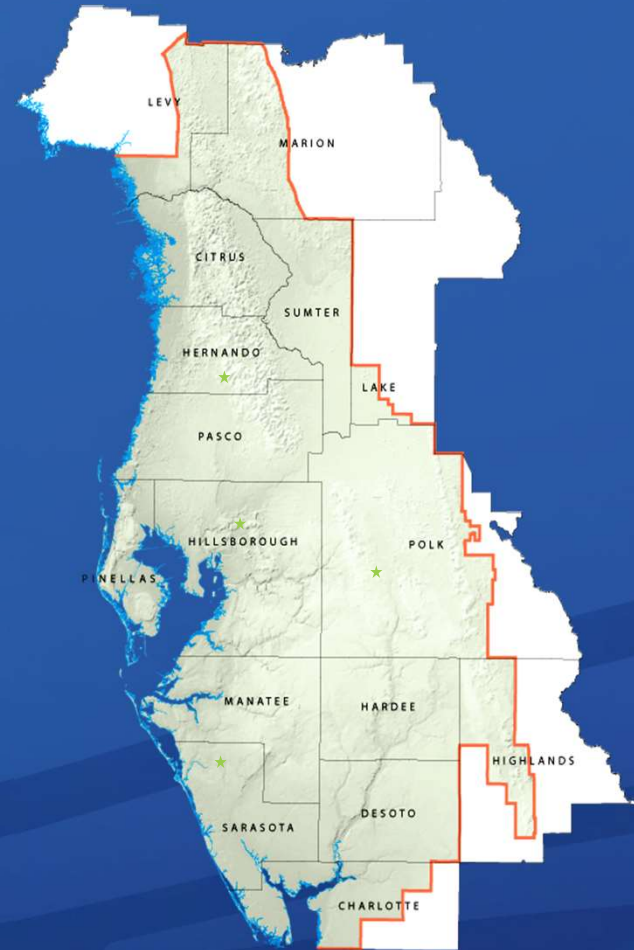 LEVY
MARION
CITRUS
SUMTER
HERNANDO
LAKE
PASCO
HILLSBOROUGH
POLK
PINELLAS
MANATEE
HARDEE
HIGHLANDS
DESOTO
SARASOTA
CHARLOTTE